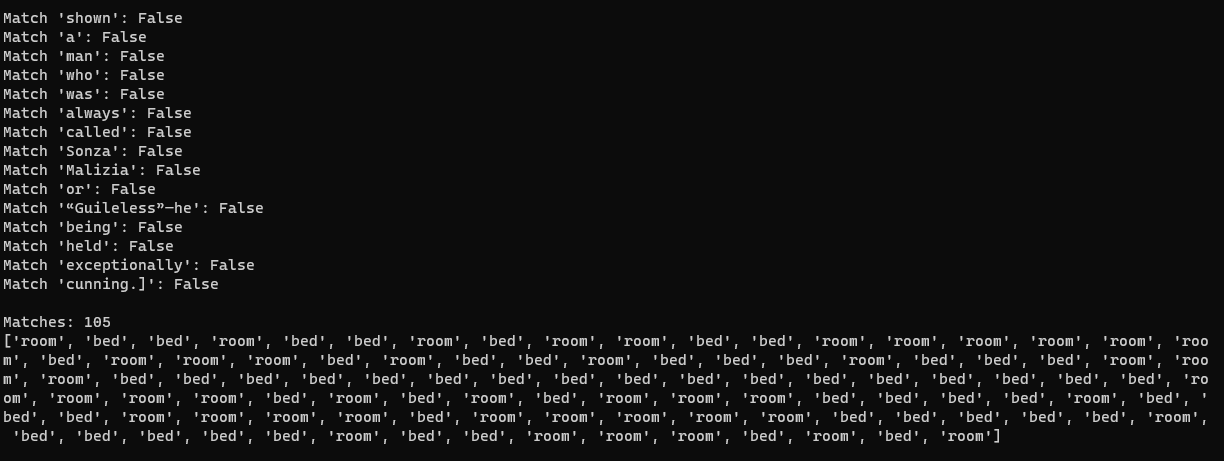 Match 'shown': False
Match 'a': False
Match 'man': False
Match 'who': False
Match 'was': False
Match 'always': False
Match 'called': False
Match 'Sonza': False
Match 'Malizia': False
Match 'or': False
Match '“Guileless”—he': False
Match 'being': False
Match 'held': False
Match 'exceptionally': False
Match 'cunning.]': False
Matches: 105
['room', 'bed', 'bed', 'room', 'bed', 'bed', 'room', 'bed', 'room', 'room', 'bed', 'bed', 'room', 'room', 'room', 'room', 'room', 'roo
m', 'bed', 'room', 'room', 'room', 'bed', 'room', 'bed', 'bed', 'room', 'bed', 'bed', 'bed', 'room', 'bed', 'bed', 'bed', 'room', 'roo
m', 'room', 'bed', 'bed', 'bed', 'bed', 'bed', 'bed', 'bed', 'bed', 'bed', 'bed', 'bed', 'bed', 'bed', 'bed', 'bed', 'bed', 'bed', 'ro
om', 'room', 'room', 'room', 'bed', 'room', 'bed', 'room', 'bed', 'room', 'room', 'room', 'bed', 'bed', 'bed', 'bed', 'room', 'bed', '
bed', 'bed', 'room', 'room', 'room', 'room', 'bed', 'room', 'room', 'room', 'room', 'room', 'bed', 'bed', 'bed', 'bed', 'bed', 'room',
'bed', 'bed', 'bed', 'bed', 'bed', 'room', 'bed', 'bed', 'room', 'room', 'room', 'bed', 'room', 'bed', 'room']